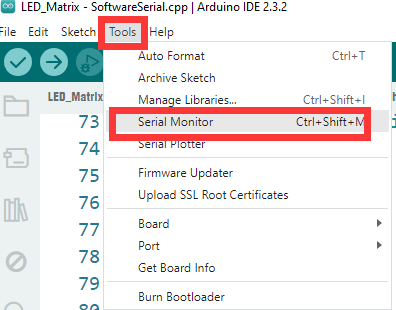 LED_Matrix - SoftwareSerial.cpp | Arduino IDE 2.3.2
File Edit Sketch Tools Help
Auto Format Ctrl+T
Archive Sketch
LED_Matrix
Manage Libraries... Ctrl+Shift+I
73 Serial Monitor Ctrl+Shift+M
74 Serial Plotter
75
76 Firmware Updater
Upload SSL Root Certificates
77
78 Board
Port
79 Get Board Info
80 Burn Bootloader